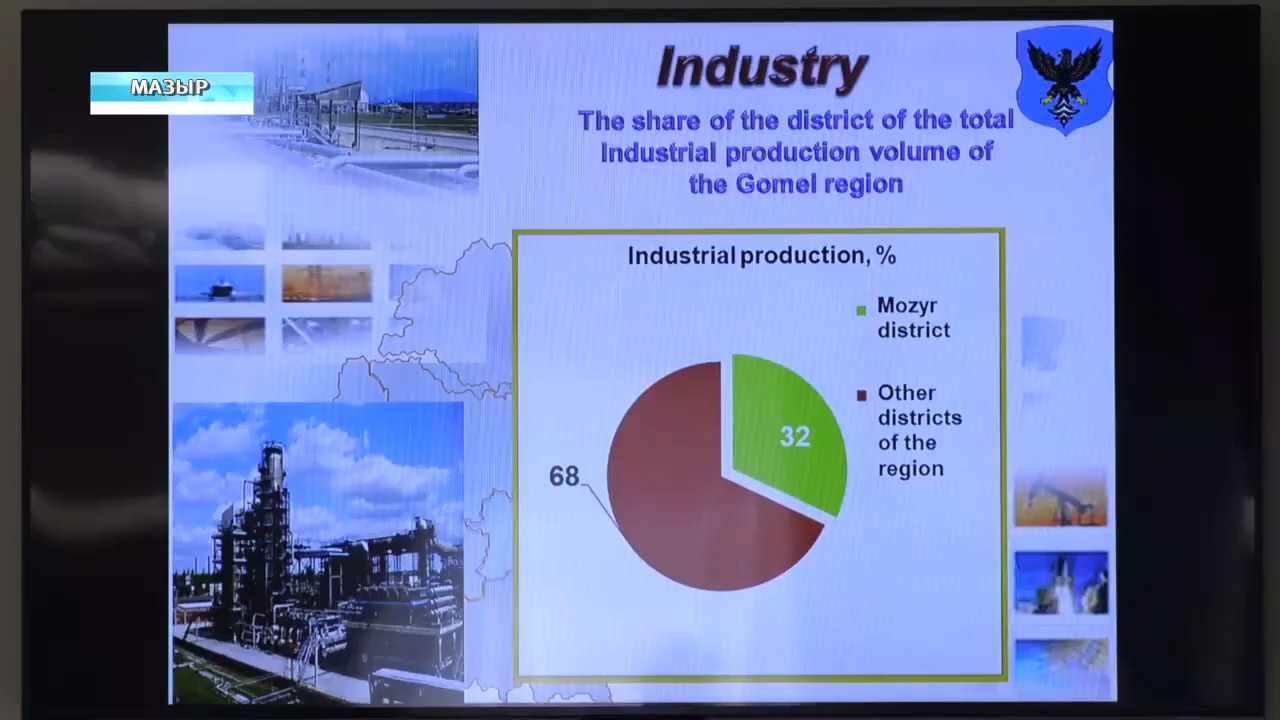 МАЗЫР
Industry
The share of the district of the total
Industrial production volume of
the Gomel region
Industrial production, %
Mozyr
district
Other
districts
of the
region
32
68